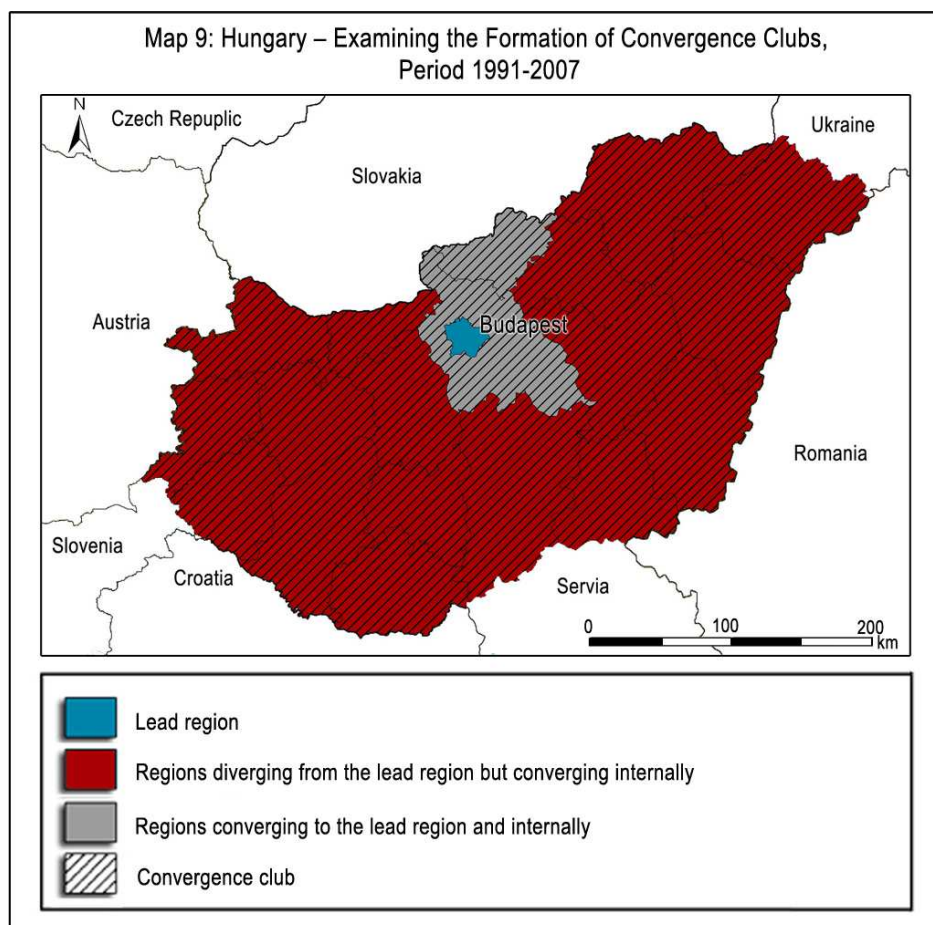 Map 9: Hungary – Examining the Formation of Convergence Clubs,
Period 1991-2007
N
Czech Repuplic
Ukraine
Slovakia
Austria
Budapest
Romania
Slovenia
Croatia
Servia
0 100 200
km
Lead region
Regions diverging from the lead region but converging internally
Regions converging to the lead region and internally
Convergence club